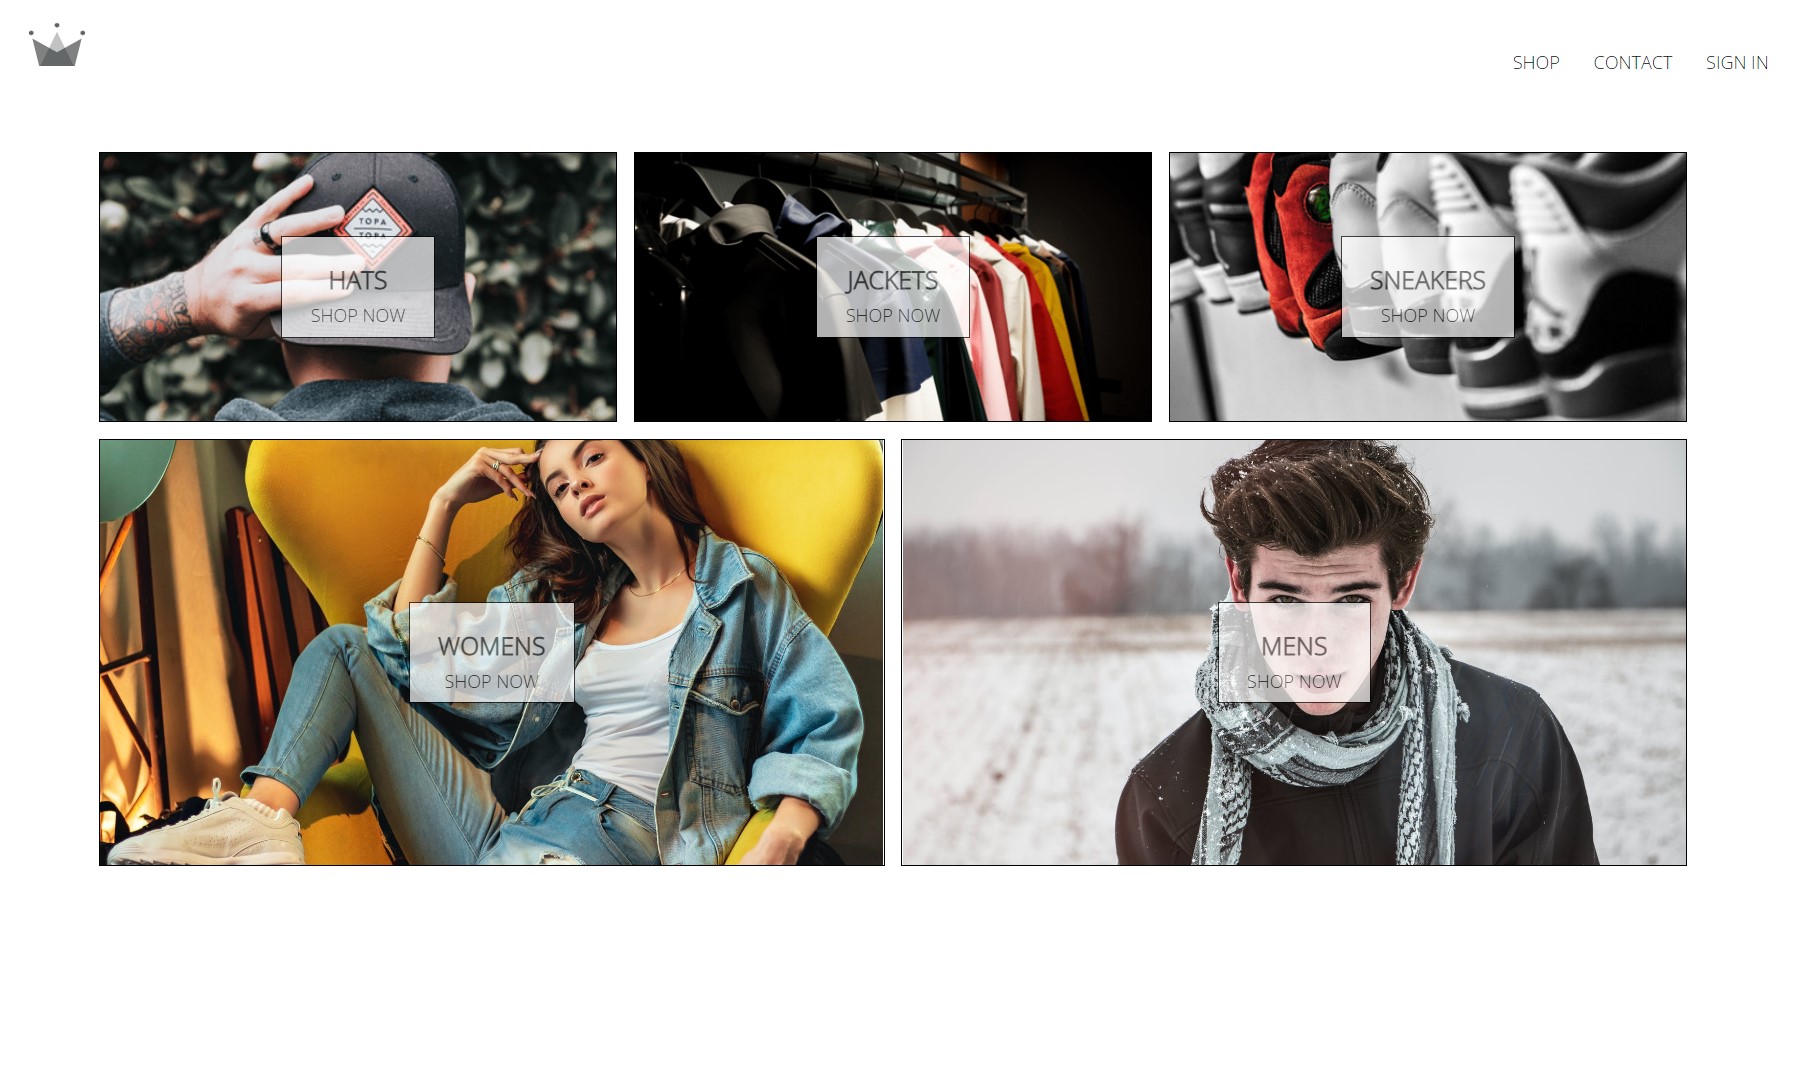 SHOP CONTACT SIGN IN
TOPA
TOPA
HATS
SHOP NOW
JACKETS
SHOP NOW
SNEAKERS
SHOP NOW
WOMENS
SHOP NOW
MENS
SHOP NOW